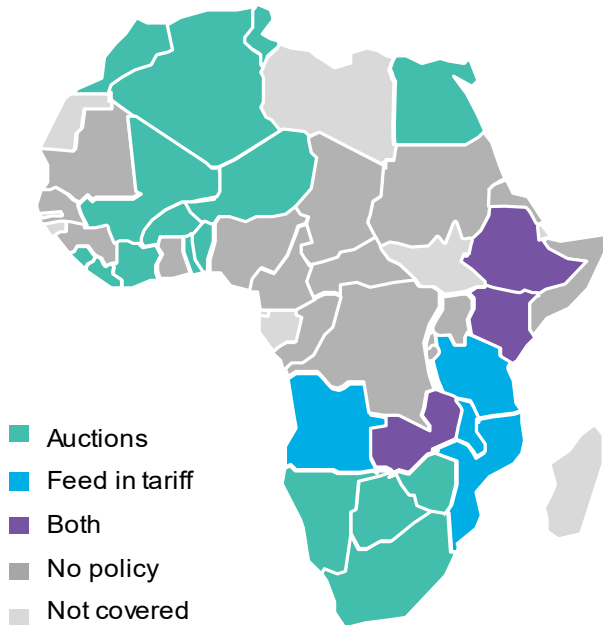 Auctions
Feed in tariff
Both
No policy
Not covered